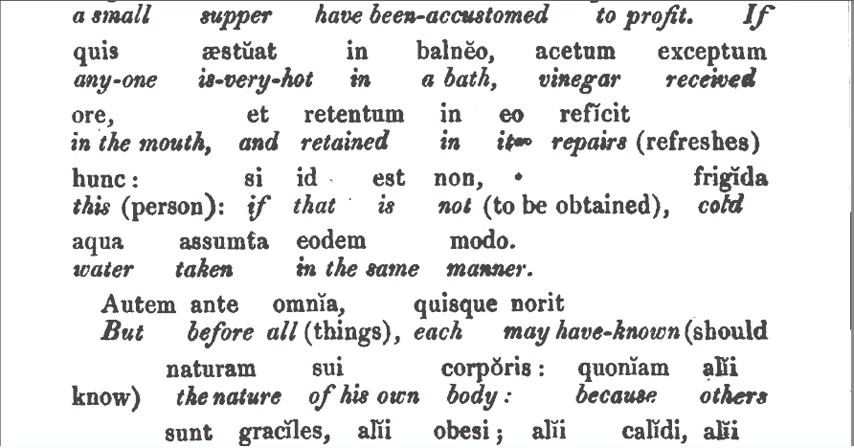 a small supper have been-accustomed to profit. If
quis æstŭat in balnĕo, acetum exceptum
any-one is-very-hot in a bath, vinegar received
ore, et retentum in eo refĭcit
in the mouth, and retained in it repairs (refreshes)
hunc: si id est non, frigĭda
this (person): if that is not (to be obtained), cold
aqua assumta eodem modo.
water taken in the same manner.
Autem ante omnĭa, quisque norit
But before all (things), each may have-known (should
naturam sui corpŏris: quonĭam alĭi
know) the nature of his own body: because others
sunt gracĭles, alĭi obesi; alĭi calĭdi, alĭi